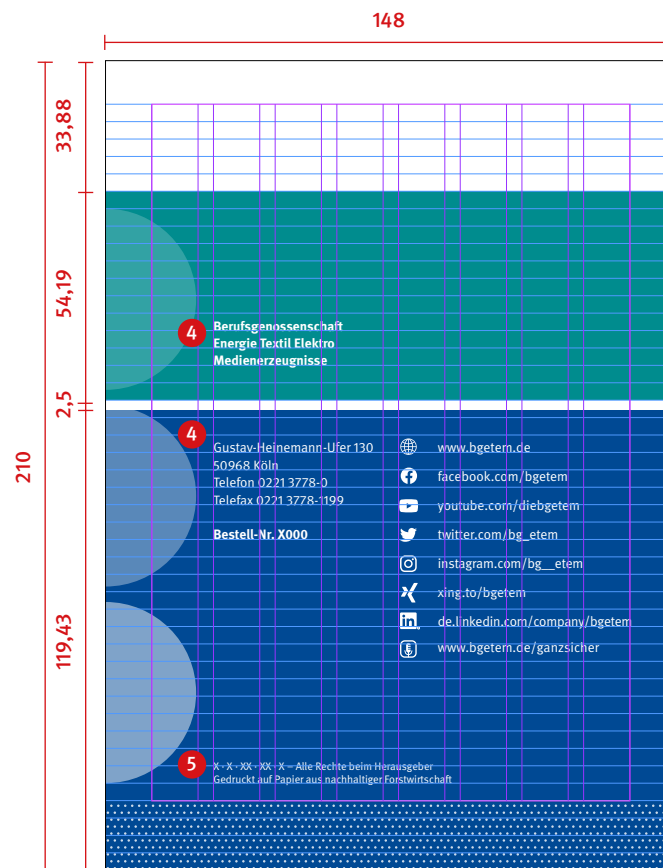 148
33,88
54,19
2,5
210
119,43
4
Berufsgenossenschaft
Energie Textil Elektro
Medienerzeugnisse
4
Gustav-Heinemann-Ufer 130
50968 Köln
Telefon 0221 3778-0
Telefax 0221 3778-1199
Bestell-Nr. X000
www.bgetem.de
facebook.com/bgetem
youtube.com/diebgetem
twitter.com/bg_etem
instagram.com/bg__etem
xing.to/bgetem
de.linkedin.com/company/bgetem
www.bgetem.de/ganzsicher
5
X · X · XX · XX · X – Alle Rechte beim Herausgeber
Gedruckt auf Papier aus nachhaltiger Forstwirtschaft